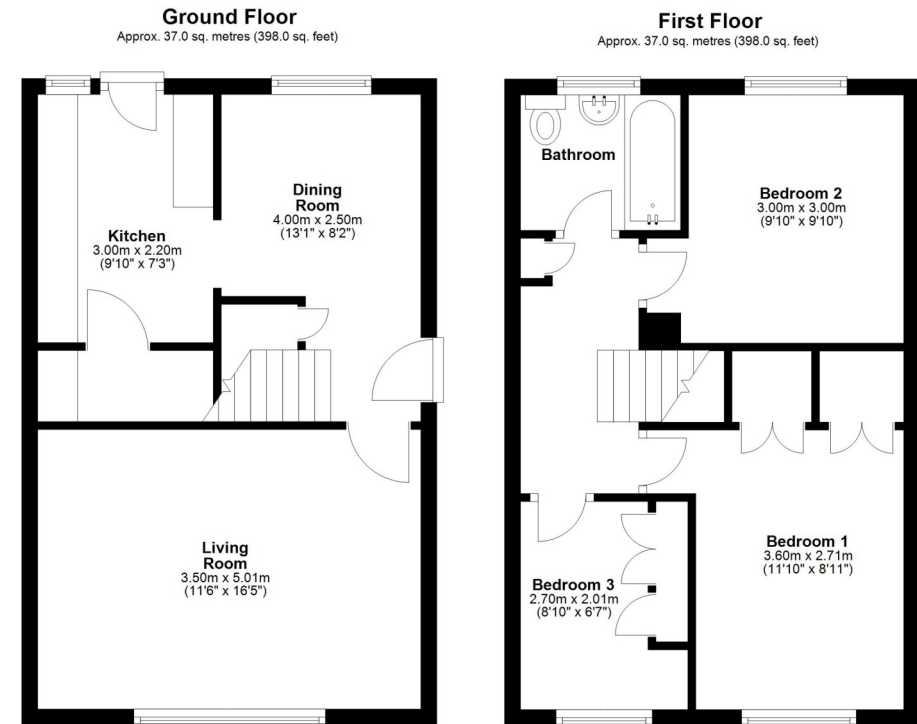 Ground Floor
Approx. 37.0 sq. metres (398.0 sq. feet)
Kitchen
3.00m x 2.20m
(9'10" x 7'3")
Dining
Room
4.00m x 2.50m
(13'1" x 8'2")
Living
Room
3.50m x 5.01m
(11'6" x 16'5")
First Floor
Approx. 37.0 sq. metres (398.0 sq. feet)
Bathroom
Bedroom 2
3.00m x 3.00m
(9'10" x 9'10")
Bedroom 1
3.60m x 2.71m
(11'10" x 8'11")
Bedroom 3
2.70m x 2.01m
(8'10" x 6'7")